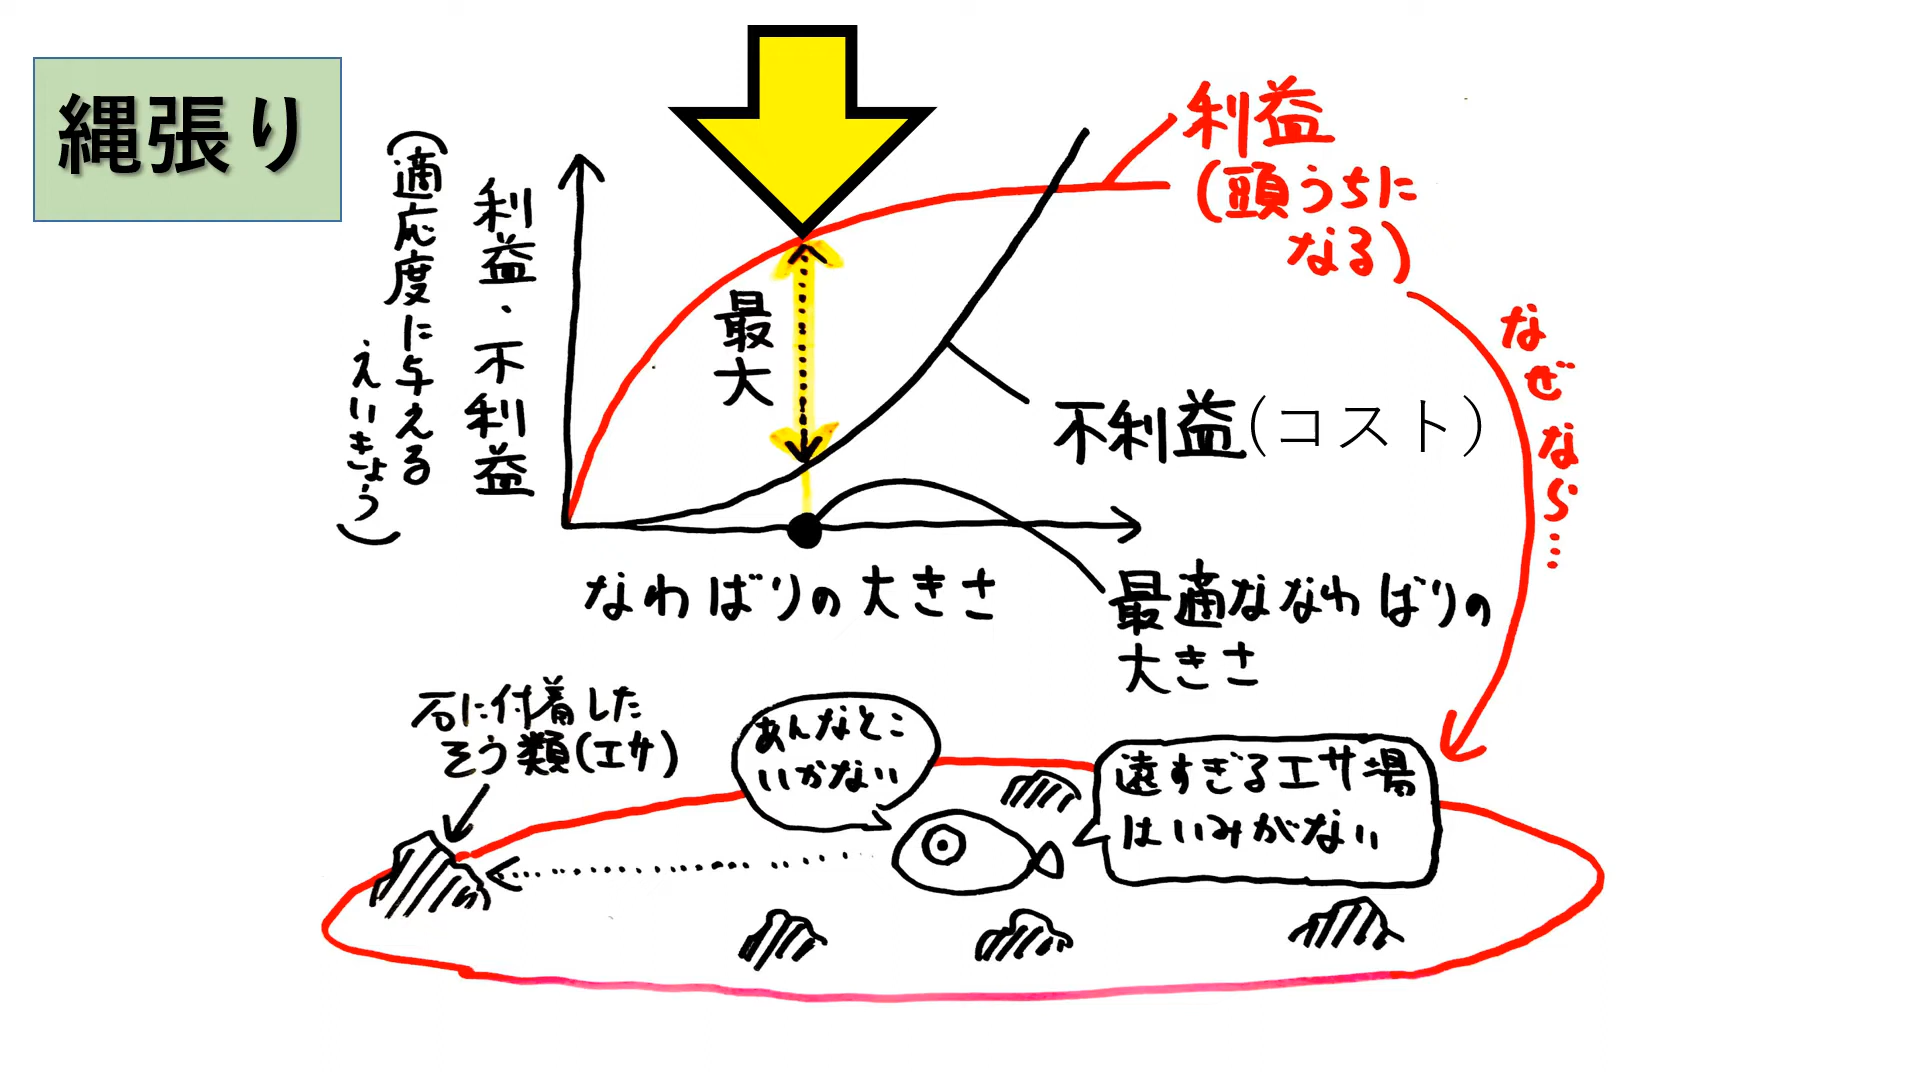 縄張り
利益・不利益
(適応度に与える
えいきょう)
最大
利益
(頭うちに
なる)
不利益(コスト)
なぜなら…
なわばりの大きさ
最適ななわばりの
大きさ
石に付着した
そう類(エサ)
あんなとこ
いかない
遠すぎるエサ場
はいみがない